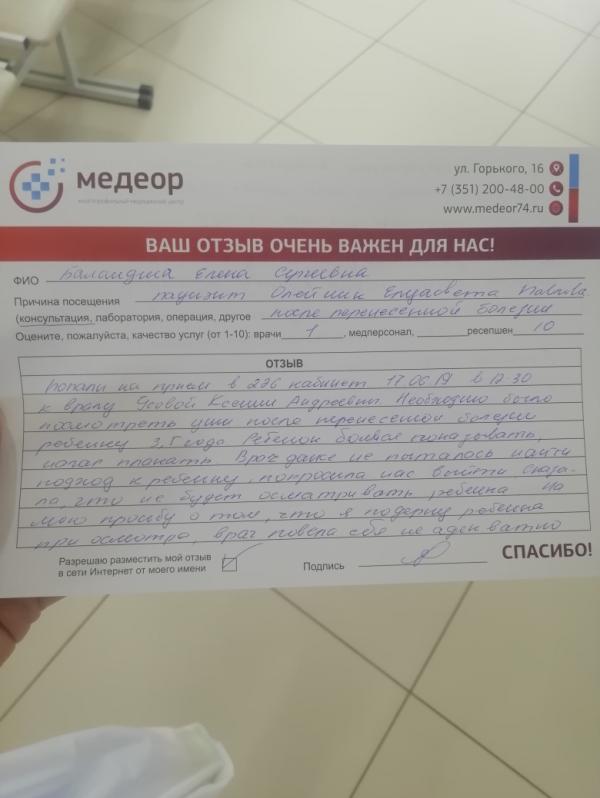 медеор
многопрофильный медицинский центр
ул. Горького, 16
+7 (351) 200-48-00
www.medeor74.ru
ВАШ ОТЗЫВ ОЧЕНЬ ВАЖЕН ДЛЯ НАС!
ФИО Баландина Елена Сергеевна
Причина посещения пациент Олейник Елизавета Павловна
(консультация, лаборатория, операция, другое после перенесенной болезни
Оцените, пожалуйста, качество услуг (от 1-10): врачи 1, медперсонал, ресепшен 10
ОТЗЫВ
Попали на прием в 236 кабинет 17.06.19 в 12-30
к врачу Усовой Ксении Андреевне. Необходимо было
посмотреть уши после перенесенной болезни
ребенку 3,5 года. Ребенок боялся показывать,
начал плакать. Врач даже не пыталась найти
подход к ребенку, попросила нас выйти сказа-
ла, что не будет осматривать ребенка. На
мою просьбу о том, что я подержу ребенка
при осмотре, врач повела себя не адекватно
Разрешаю разместить мой отзыв
в сети Интернет от моего имени
Подпись
СПАСИБО!